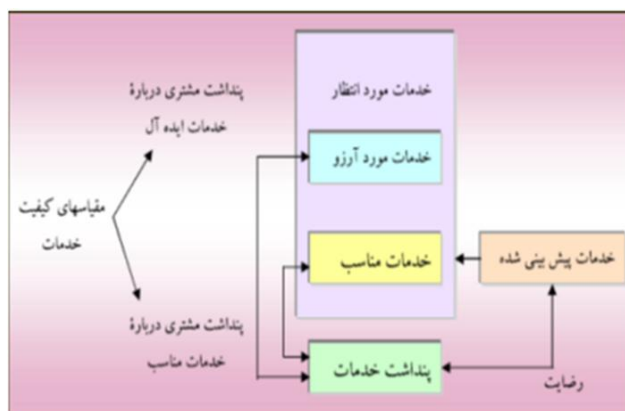 خدمات مورد انتظار
خدمات مورد آرزو
خدمات مناسب
خدمات پیش بینی شده
پنداشت خدمات
رضایت
پنداشت مشتری دربارهٔ
خدمات ایده آل
مقیاسهای کیفیت
خدمات
پنداشت مشتری دربارهٔ
خدمات مناسب